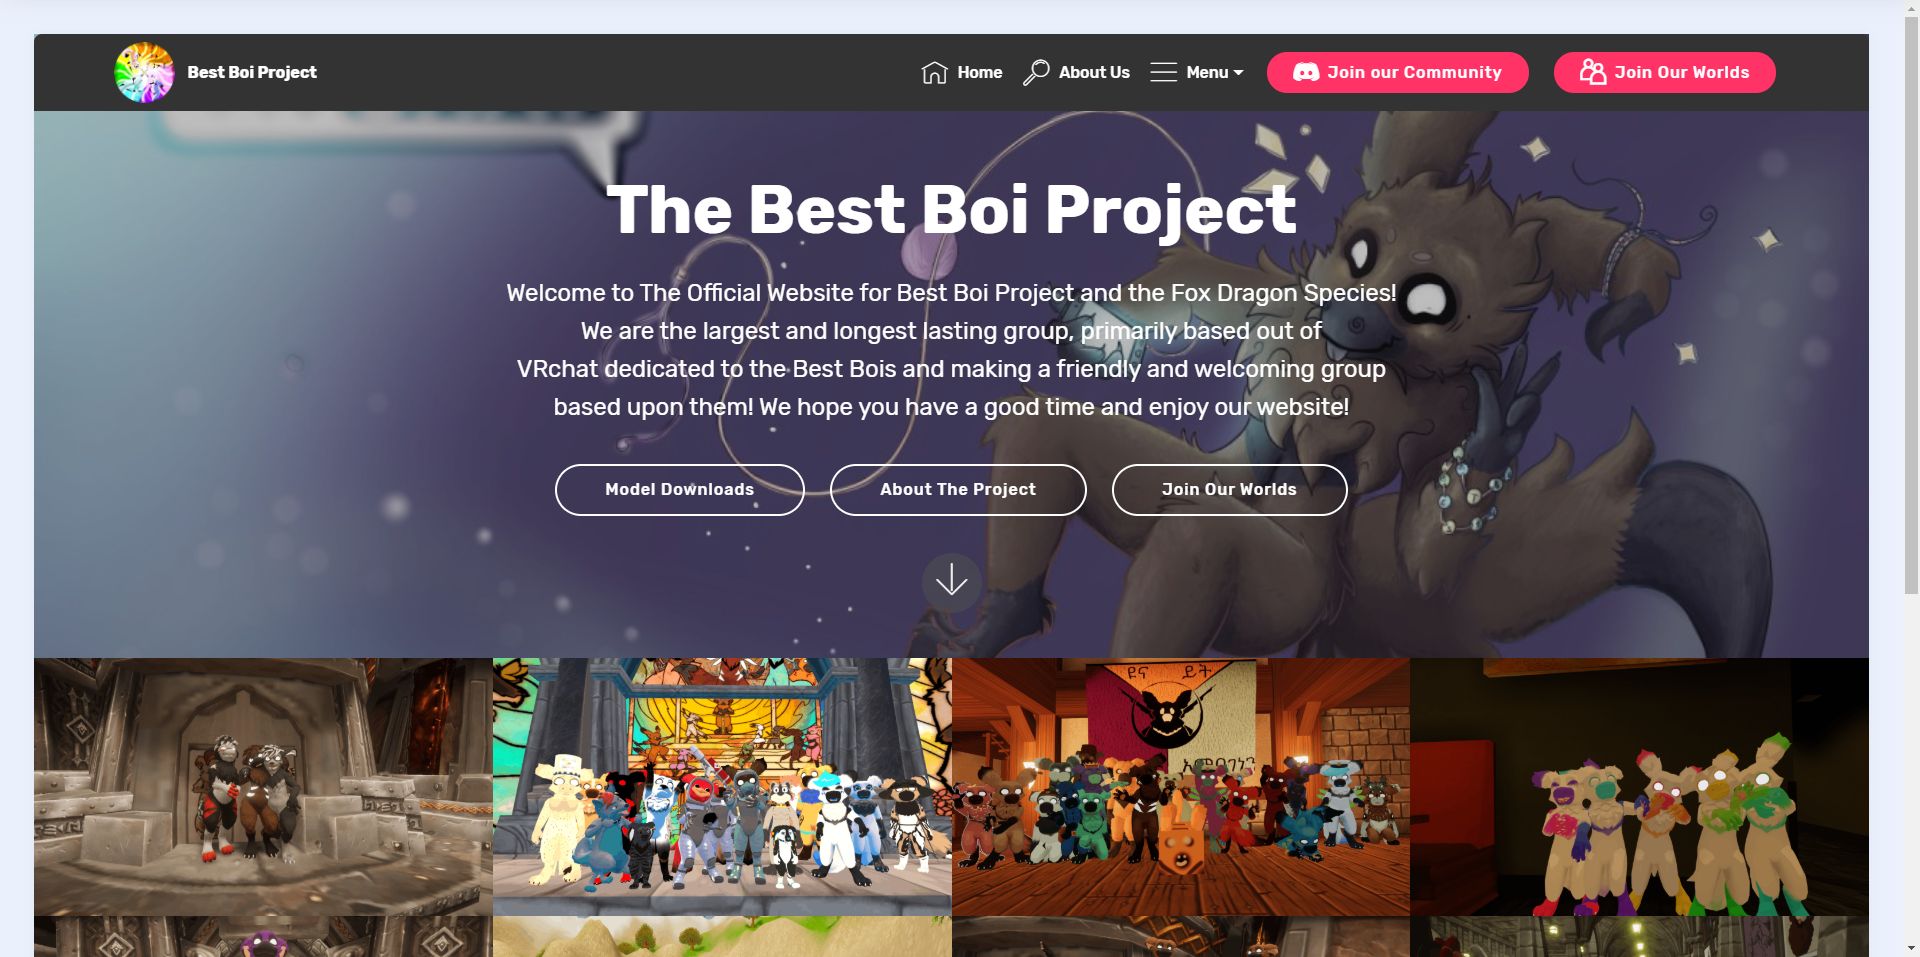 Best Boi Project
Home
About Us
Menu
Join our Community
Join Our Worlds
The Best Boi Project
Welcome to The Official Website for Best Boi Project and the Fox Dragon Species!
We are the largest and longest lasting group, primarily based out of
VRchat dedicated to the Best Bois and making a friendly and welcoming group
based upon them! We hope you have a good time and enjoy our website!
Model Downloads
About The Project
Join Our Worlds